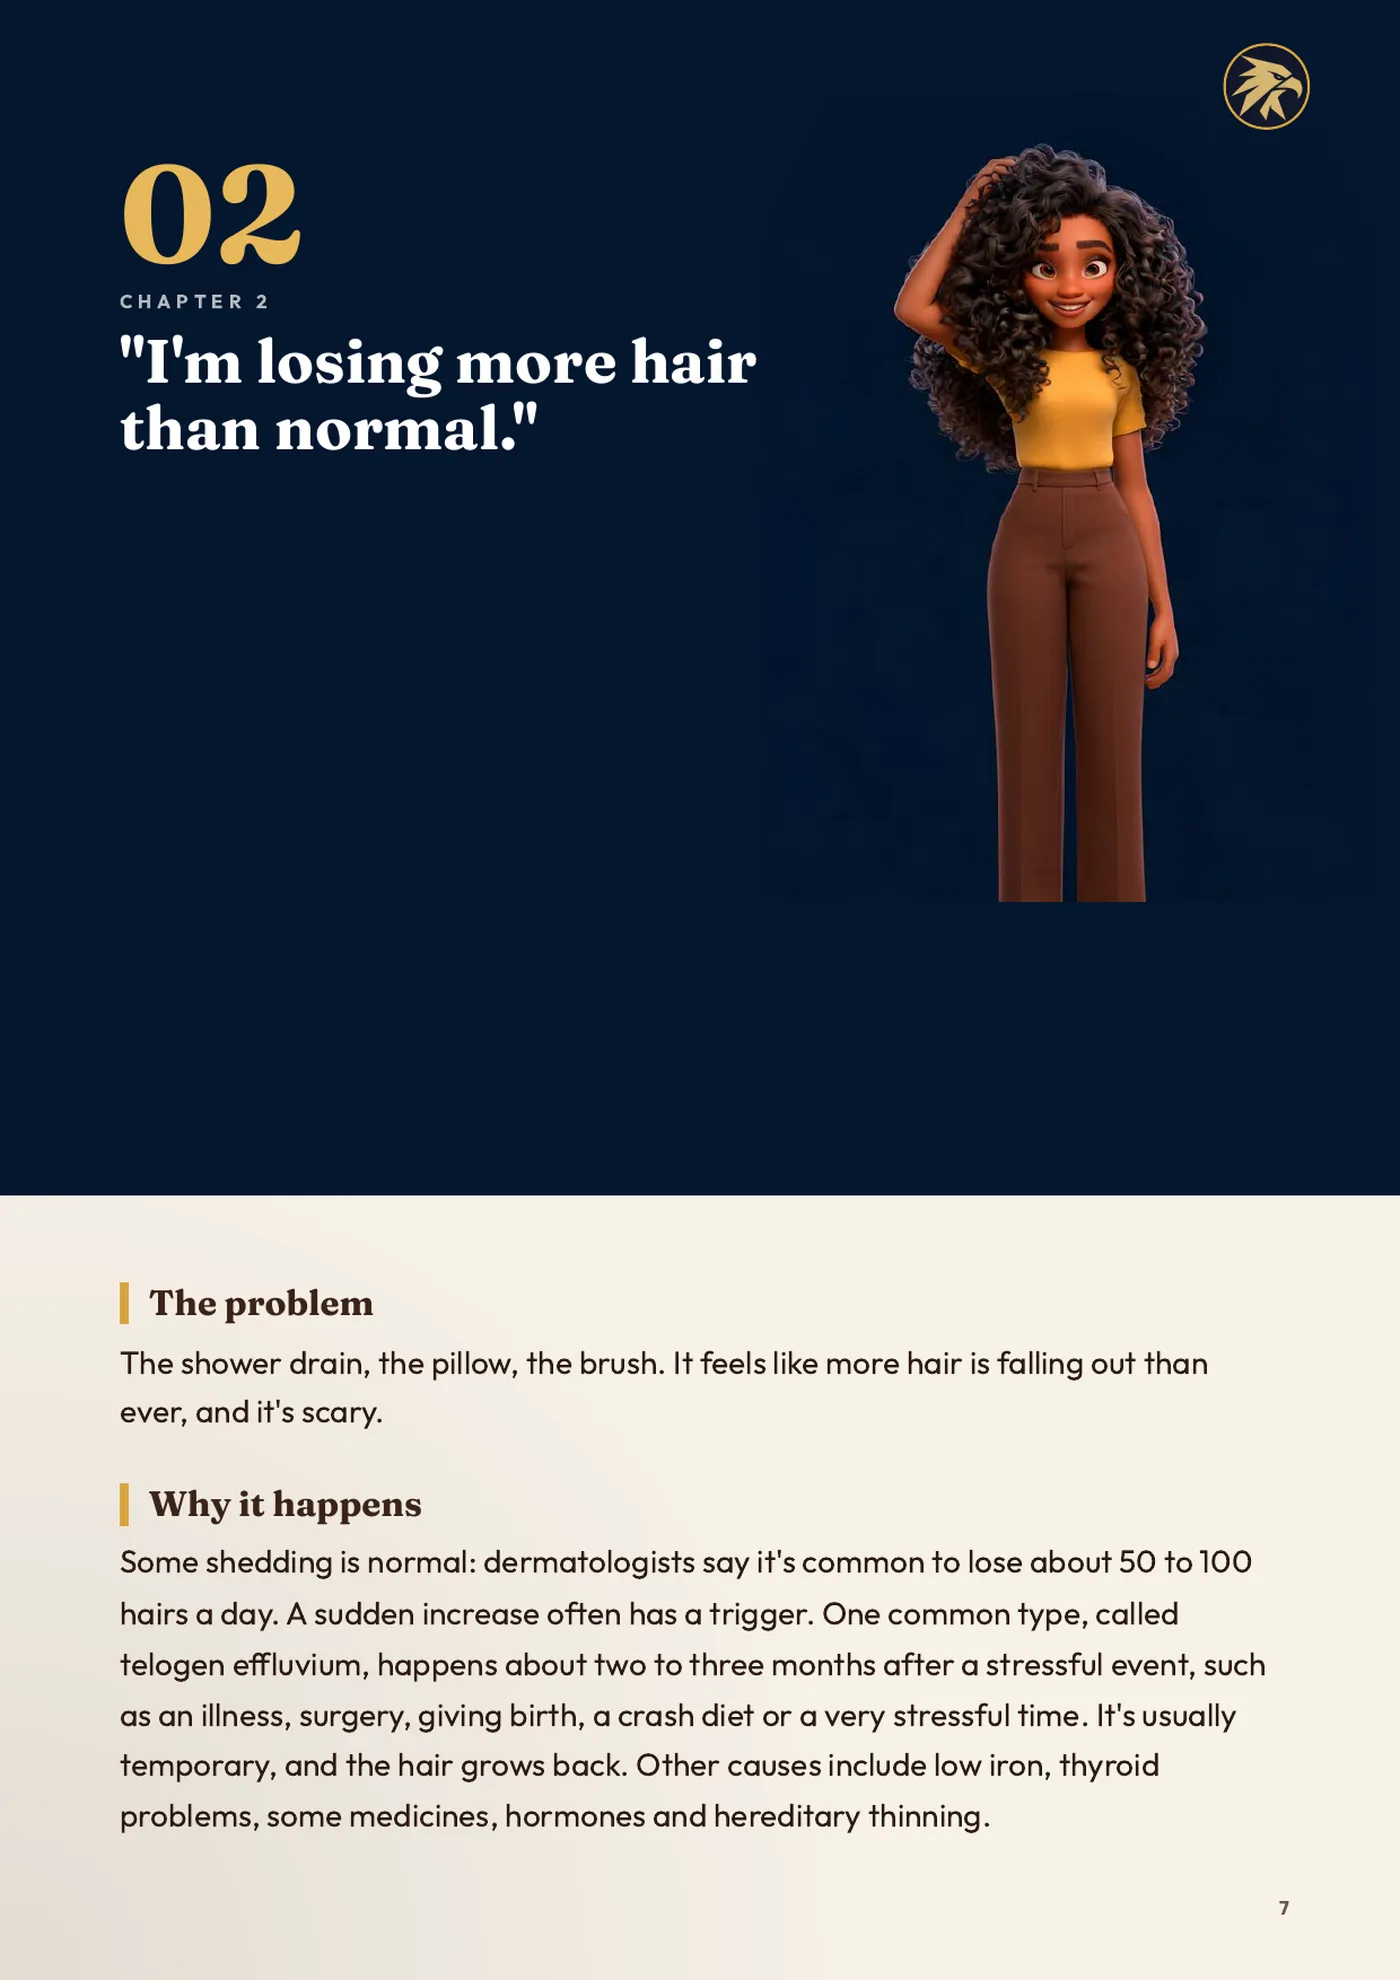 02
CHAPTER 2
"I'm losing more hair
than normal."
The problem
The shower drain, the pillow, the brush. It feels like more hair is falling out than
ever, and it's scary.
Why it happens
Some shedding is normal: dermatologists say it's common to lose about 50 to 100
hairs a day. A sudden increase often has a trigger. One common type, called
telogen effluvium, happens about two to three months after a stressful event, such
as an illness, surgery, giving birth, a crash diet or a very stressful time. It's usually
temporary, and the hair grows back. Other causes include low iron, thyroid
problems, some medicines, hormones and hereditary thinning.
7